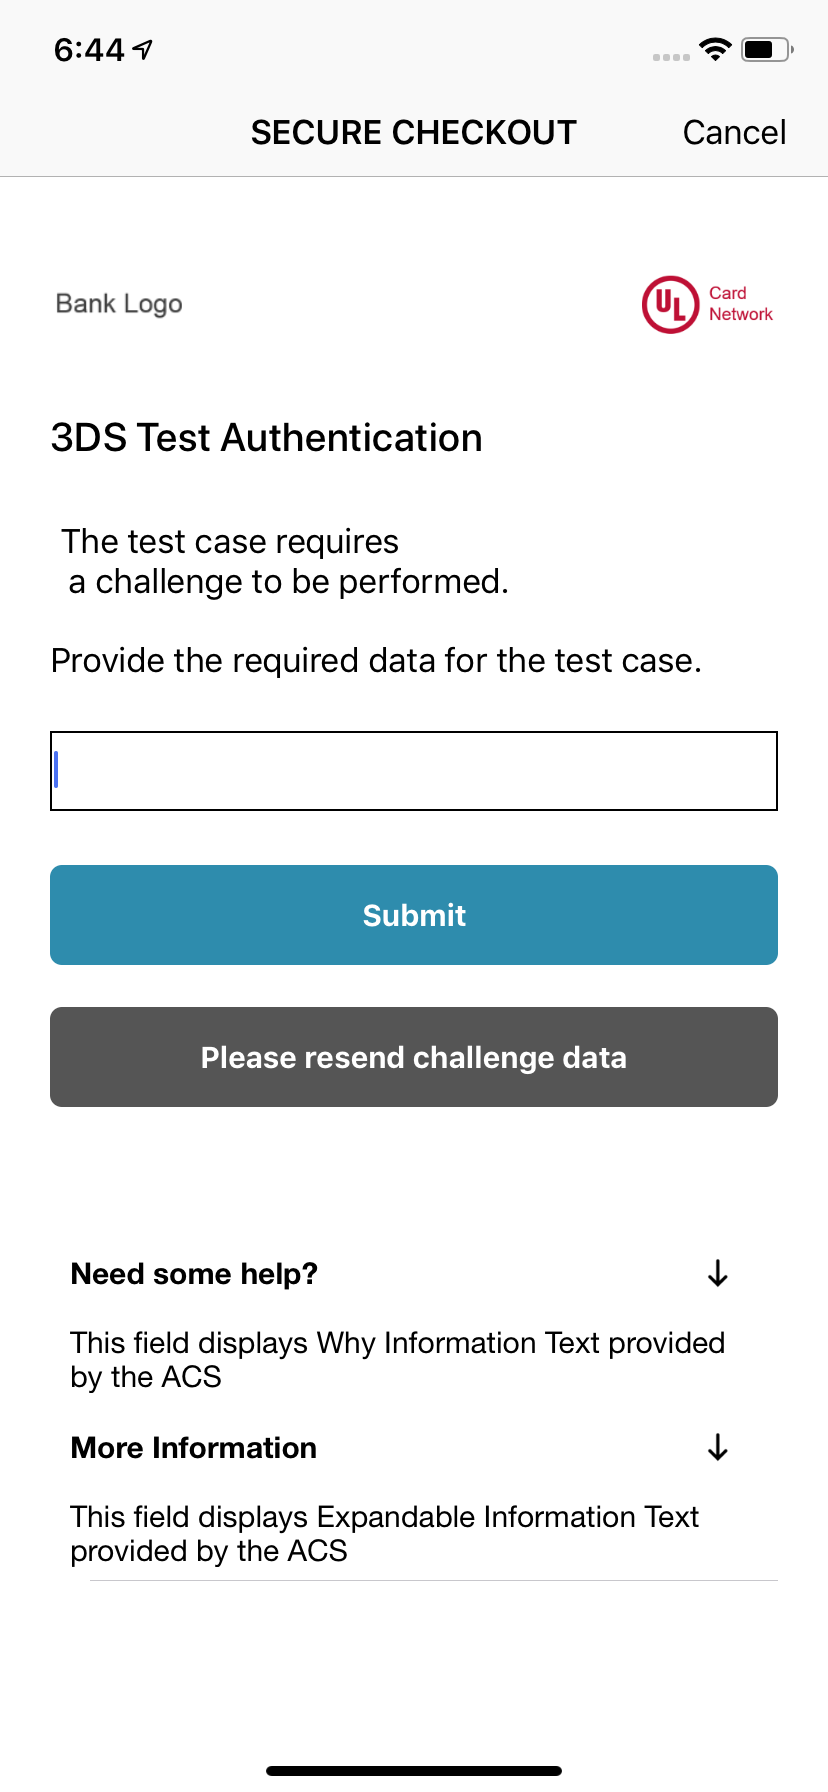 6:44
SECURE CHECKOUT
Cancel
Bank Logo
UL
Card
Network
3DS Test Authentication
The test case requires
a challenge to be performed.
Provide the required data for the test case.
Submit
Please resend challenge data
Need some help?
This field displays Why Information Text provided
by the ACS
More Information
This field displays Expandable Information Text
provided by the ACS